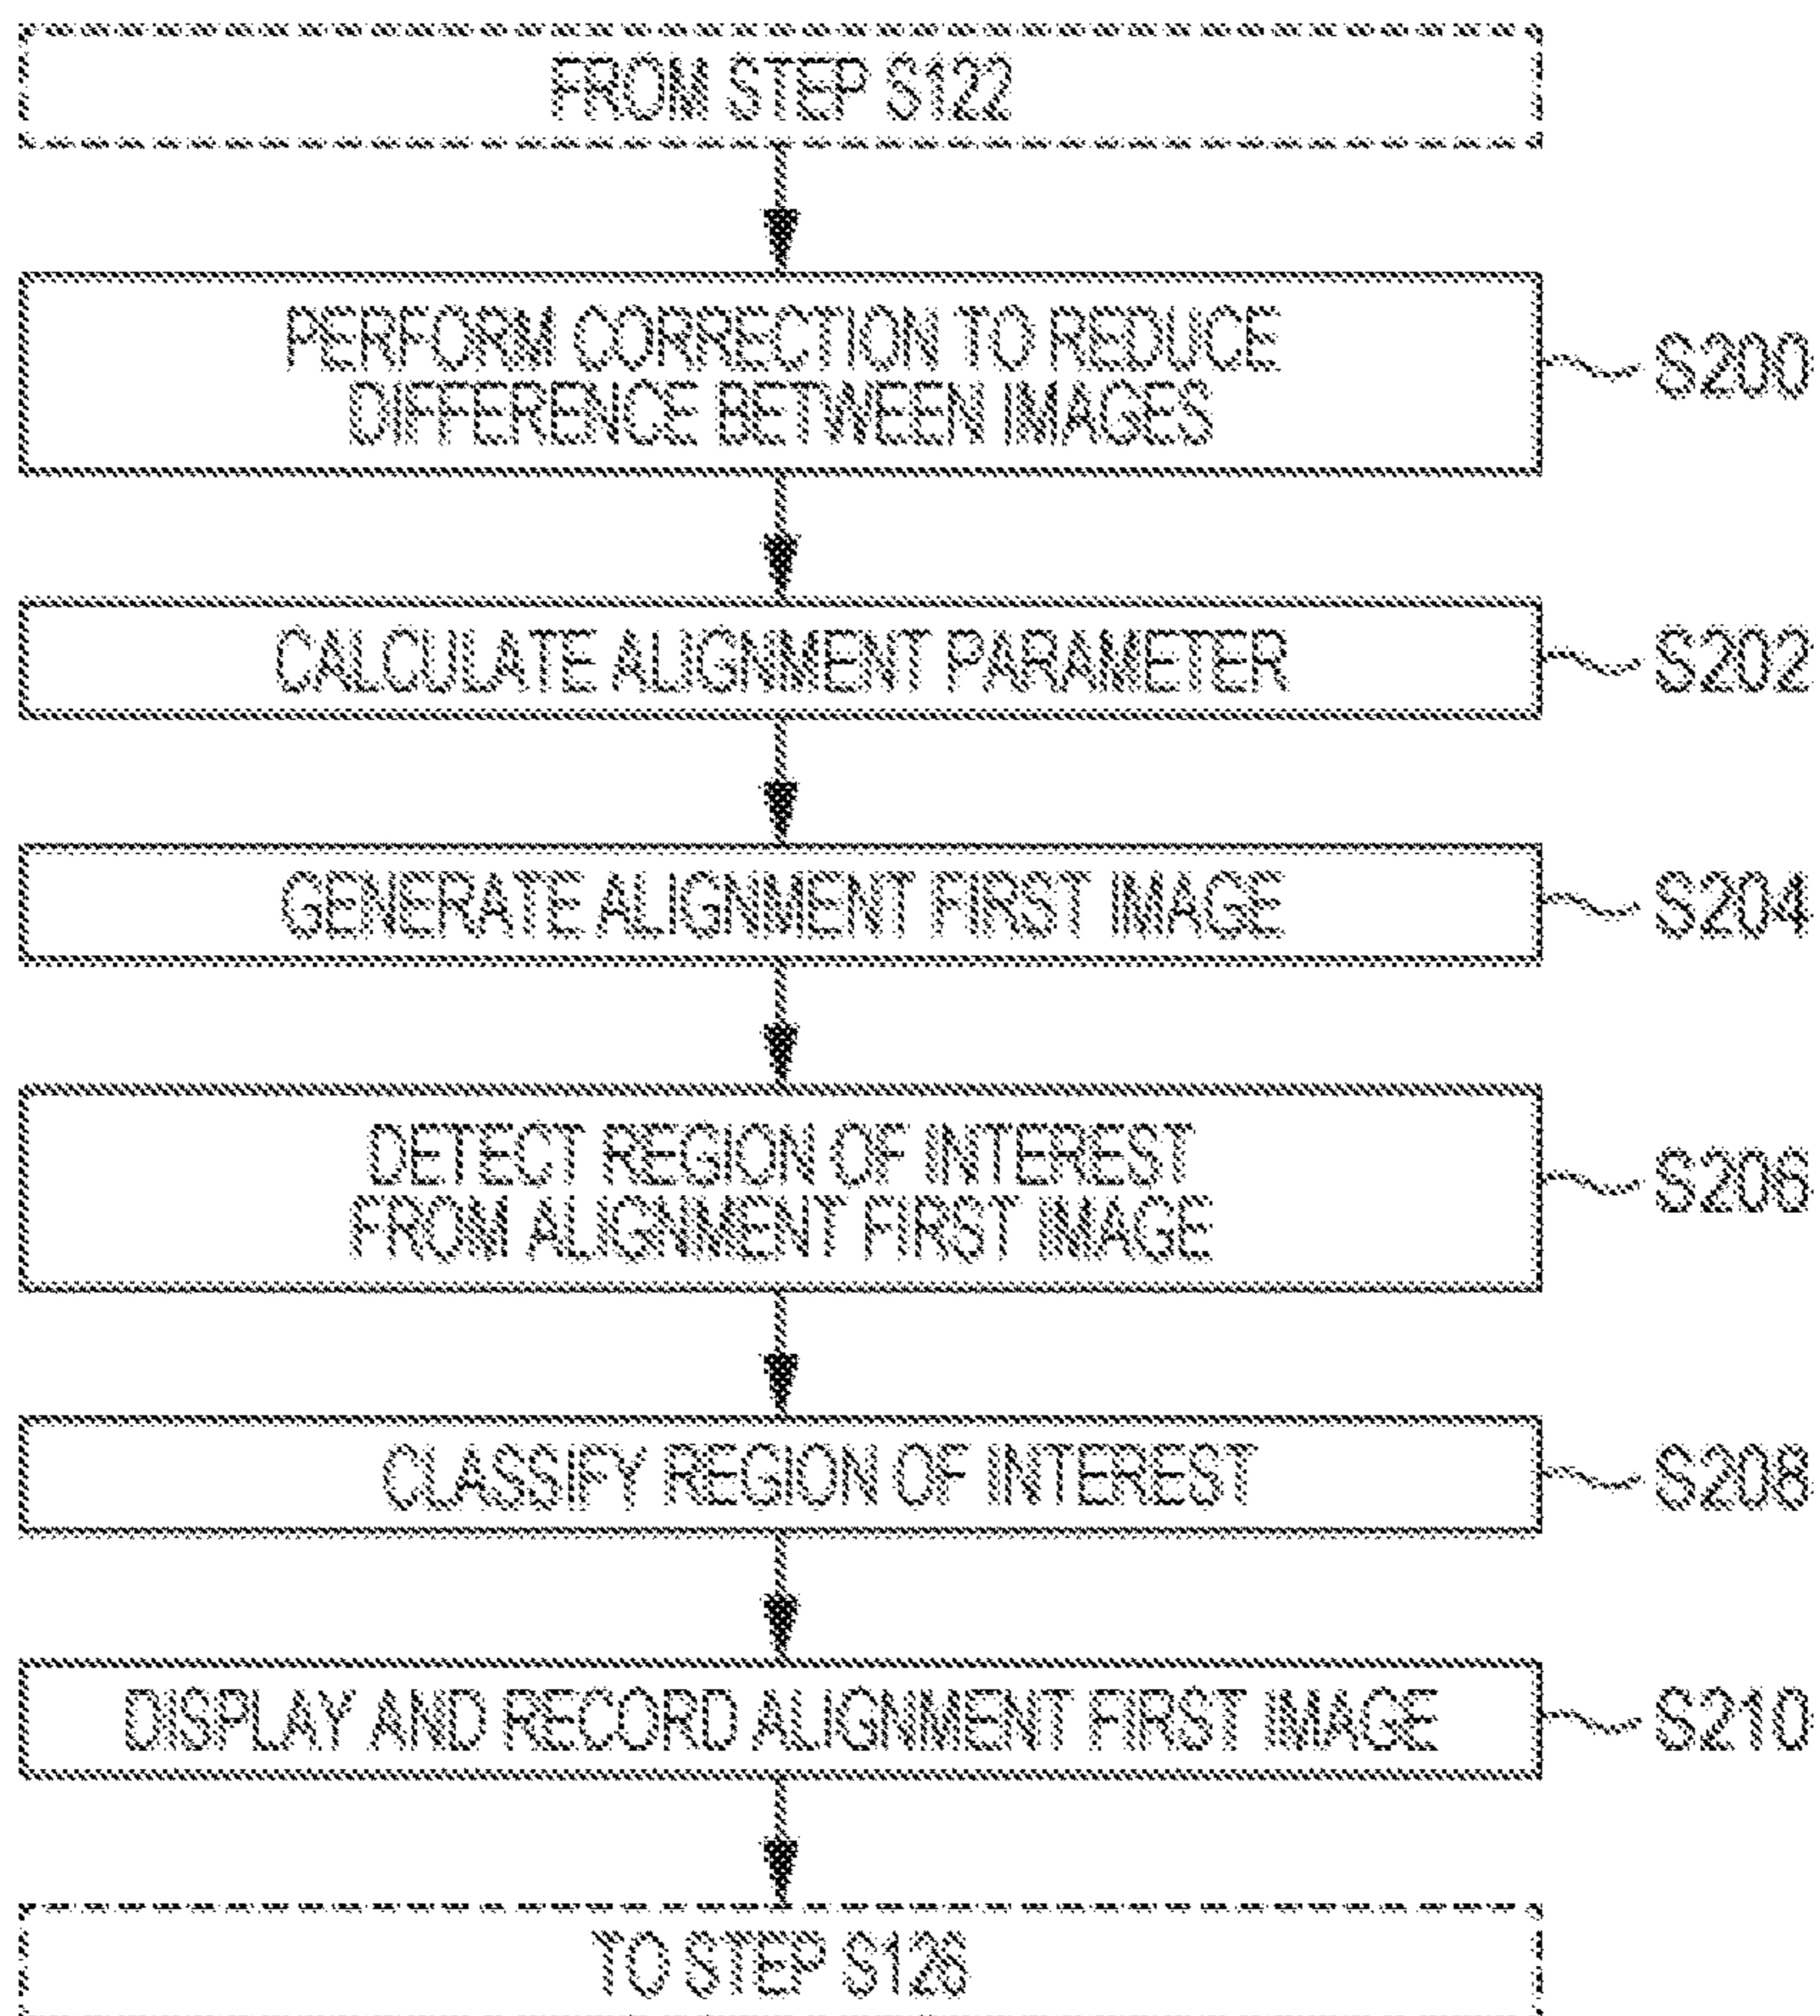 FROM STEP S122
PERFORM CORRECTION TO REDUCE
DIFFERENCE BETWEEN IMAGES
S200
CALCULATE ALIGNMENT PARAMETER
S202
GENERATE ALIGNMENT FIRST IMAGE
S204
DETECT REGION OF INTEREST
FROM ALIGNMENT FIRST IMAGE
S206
CLASSIFY REGION OF INTEREST
S208
DISPLAY AND RECORD ALIGNMENT FIRST IMAGE
S210
TO STEP S126